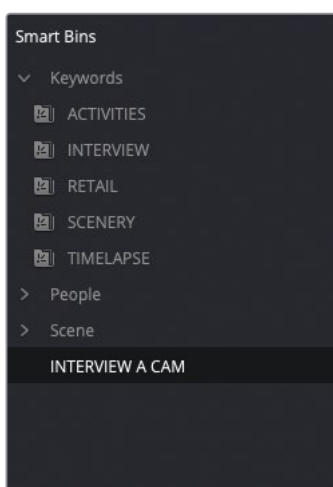 Smart Bins
Keywords
ACTIVITIES
INTERVIEW
RETAIL
SCENERY
TIMELAPSE
People
Scene
INTERVIEW A CAM